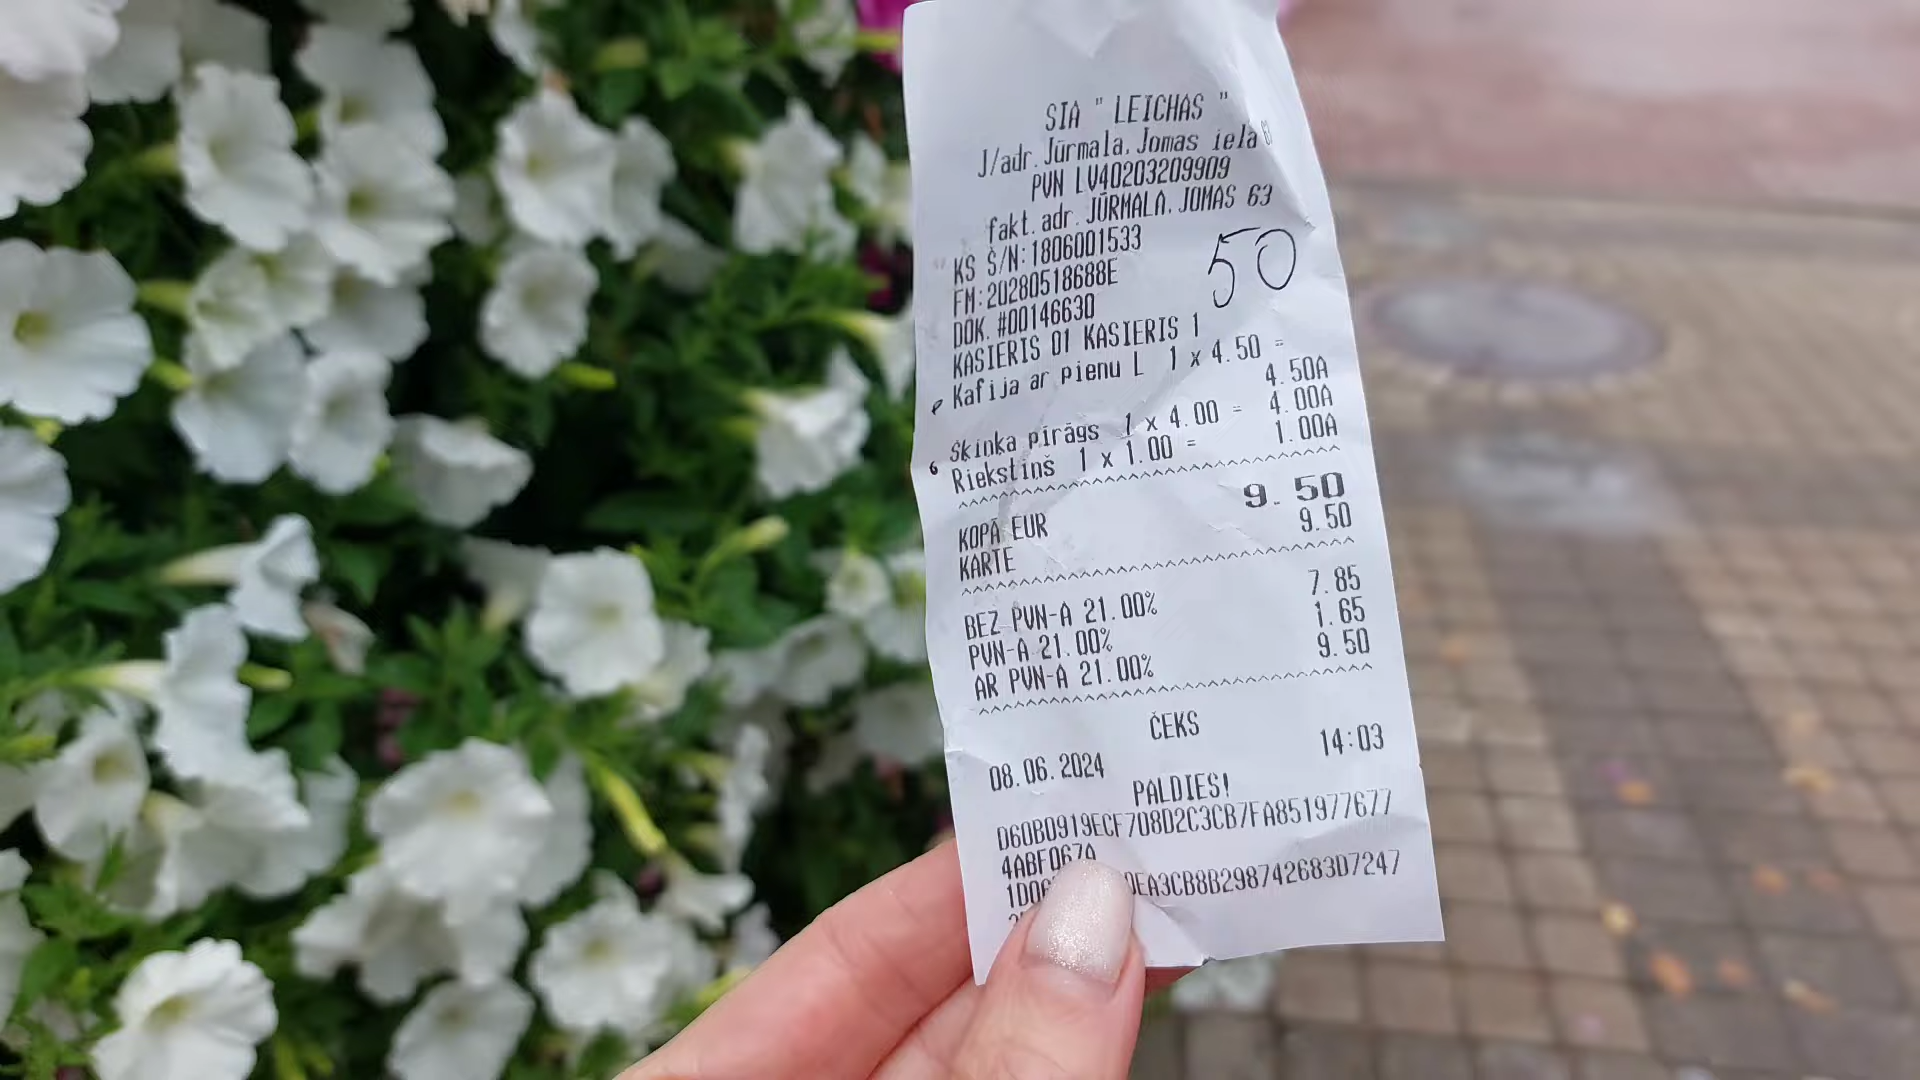 SIA " LEICHAS "
J/adr. Jūrmala, Jomas iela
PVN LV40203209909
fakt. adr. JŪRMALA, JOMAS 63
KS Š/N:1806001533
50
FM:20280518688E
DOK. #00146630
KASIERIS 01 KASIERIS 1
Kafija ar pienu L 1 x 4.50 =
4.50A
Šķiņķa pīrāgs 1 x 4.00 = 4.00A
Riekstiņš 1 x 1.00 = 1.00A
KOPĀ EUR 9.50
KARTE 9.50
BEZ PVN-A 21.00% 7.85
PVN-A 21.00% 1.65
AR PVN-A 21.00% 9.50
ČEKS
08.06.2024 14:03
PALDIES!
D60B0919ECF708D2C3CB7FA851977677
4ABF067A